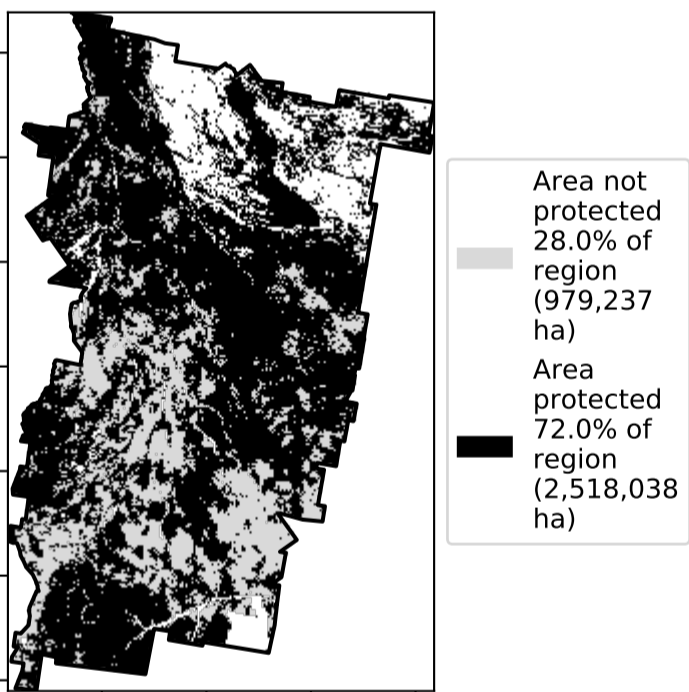 Area not
protected
28.0% of
region
(979,237
ha)
Area
protected
72.0% of
region
(2,518,038
ha)